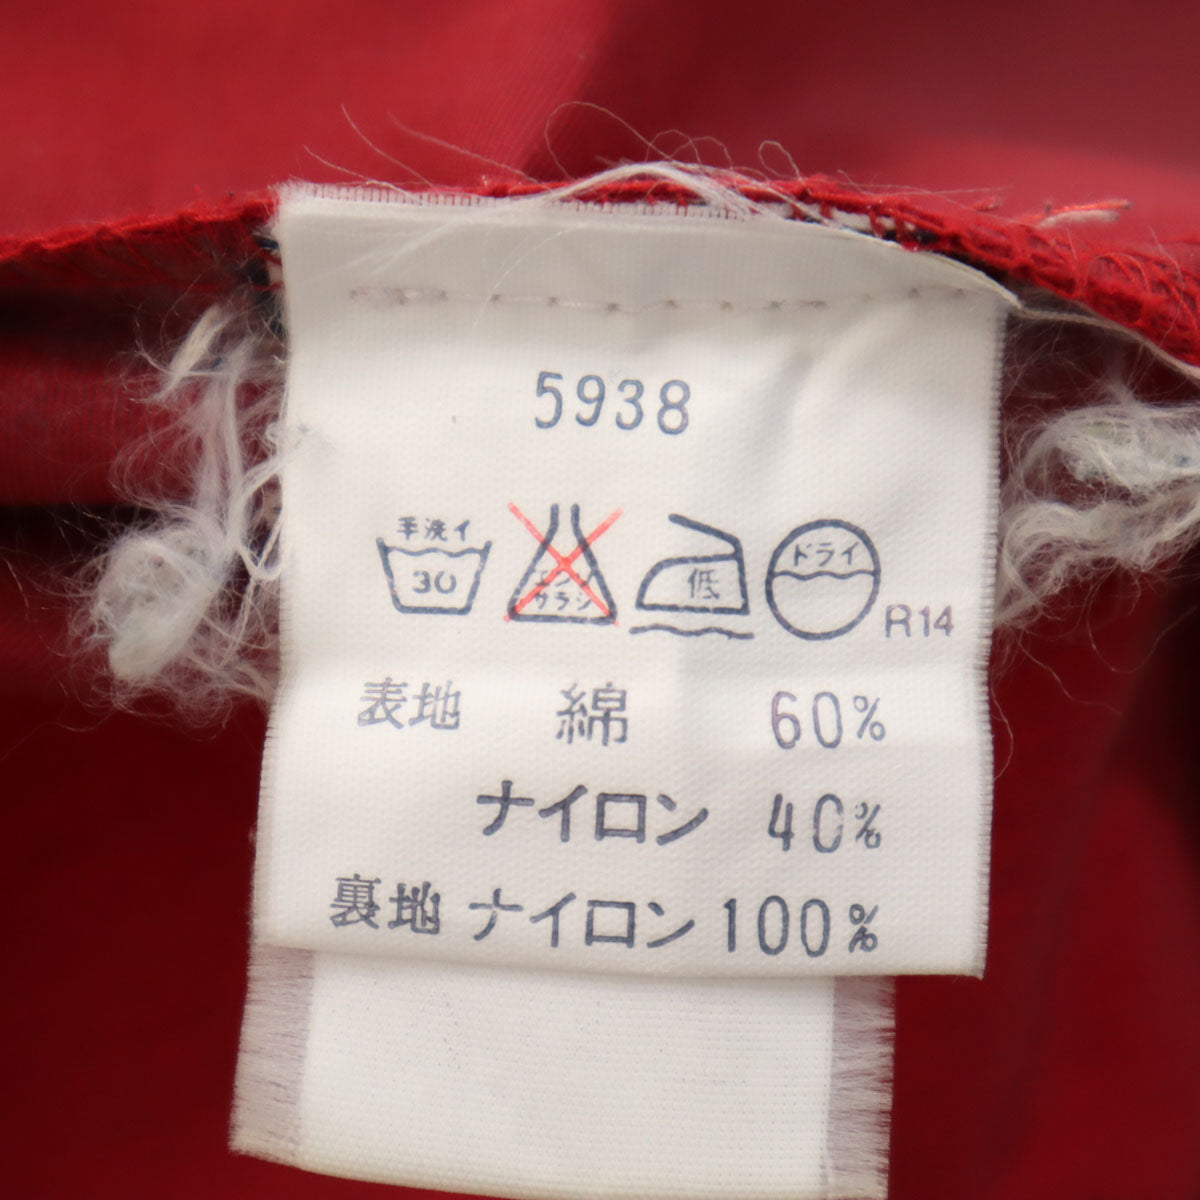 5938
手洗イ
30
エンソ
サラシ
低
ドライ
R14
表地 綿 60%
ナイロン 40%
裏地 ナイロン 100%